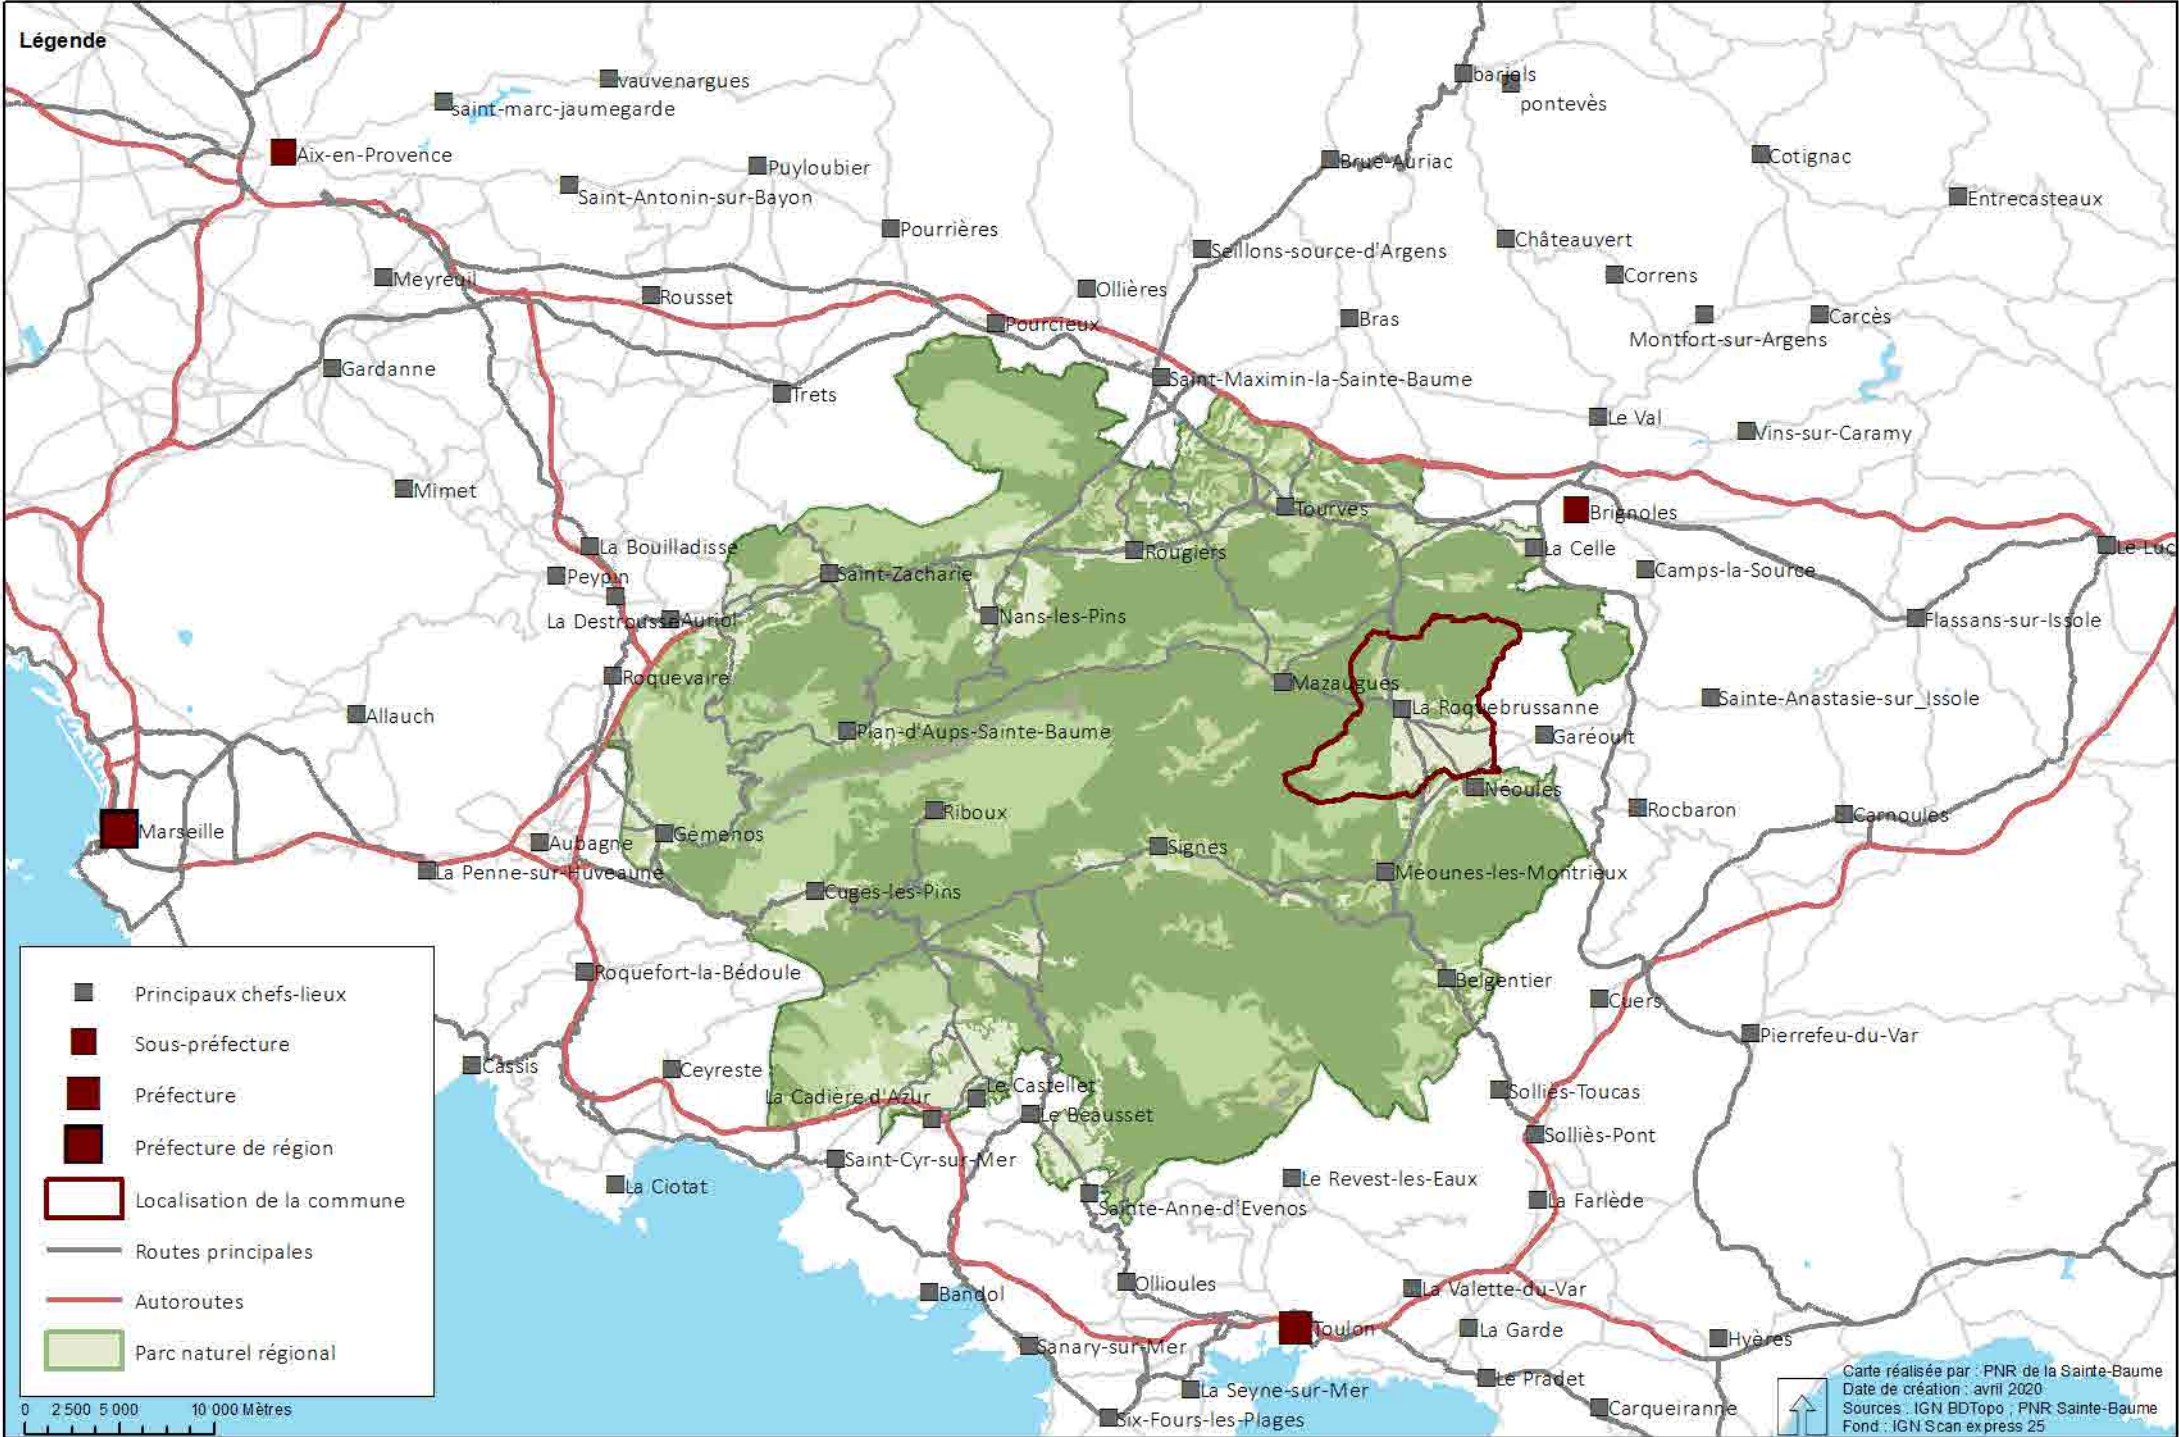 Légende
vauvenargues
saint-marc-jaumegarde
barjols
pontevès
Aix-en-Provence
Puyloubier
Brue-Auriac
Cotignac
Saint-Antonin-sur-Bayon
Entrecasteaux
Pourrières
Seillons-source-d'Argens
Châteauvert
Correns
Meyreuil
Rousset
Ollières
Pourcieux
Bras
Montfort-sur-Argens
Carcès
Gardanne
Trets
Saint-Maximin-la-Sainte-Baume
Le Val
Vins-sur-Caramy
Mimet
Tourves
Brignoles
La Bouilladisse
Rougiers
La Celle
Le Luc
Peypin
Saint-Zacharie
Camps-la-Source
La Destrousse
Auriol
Nans-les-Pins
Flassans-sur-Issole
Roquevaire
Mazaugues
Sainte-Anastasie-sur_Issole
Allauch
La Roquebrussanne
Plan-d'Aups-Sainte-Baume
Garéoult
Néoules
Riboux
Rocbaron
Carnoules
Marseille
Gémenos
Aubagne
Signes
La Penne-sur-Huveaune
Méounes-les-Montrieux
Cuges-les-Pins
Roquefort-la-Bédoule
Belgentier
Cuers
Pierrefeu-du-Var
Cassis
Ceyreste
Le Castellet
La Cadière d'Azur
Le Beausset
Solliès-Toucas
Solliès-Pont
Saint-Cyr-sur-Mer
La Ciotat
Le Revest-les-Eaux
La Farlède
Sainte-Anne-d'Evenos
Bandol
Ollioules
La Valette-du-Var
Toulon
La Garde
Hyères
Sanary-sur-Mer
Le Pradet
La Seyne-sur-Mer
Carqueiranne
Six-Fours-les-Plages
Principaux chefs-lieux
Sous-préfecture
Préfecture
Préfecture de région
Localisation de la commune
Routes principales
Autoroutes
Parc naturel régional
0 2 500 5 000 10 000 Mètres
Carte réalisée par : PNR de la Sainte-Baume
Date de création : avril 2020
Sources : IGN BDTopo ; PNR Sainte-Baume
Fond : IGN Scan express 25